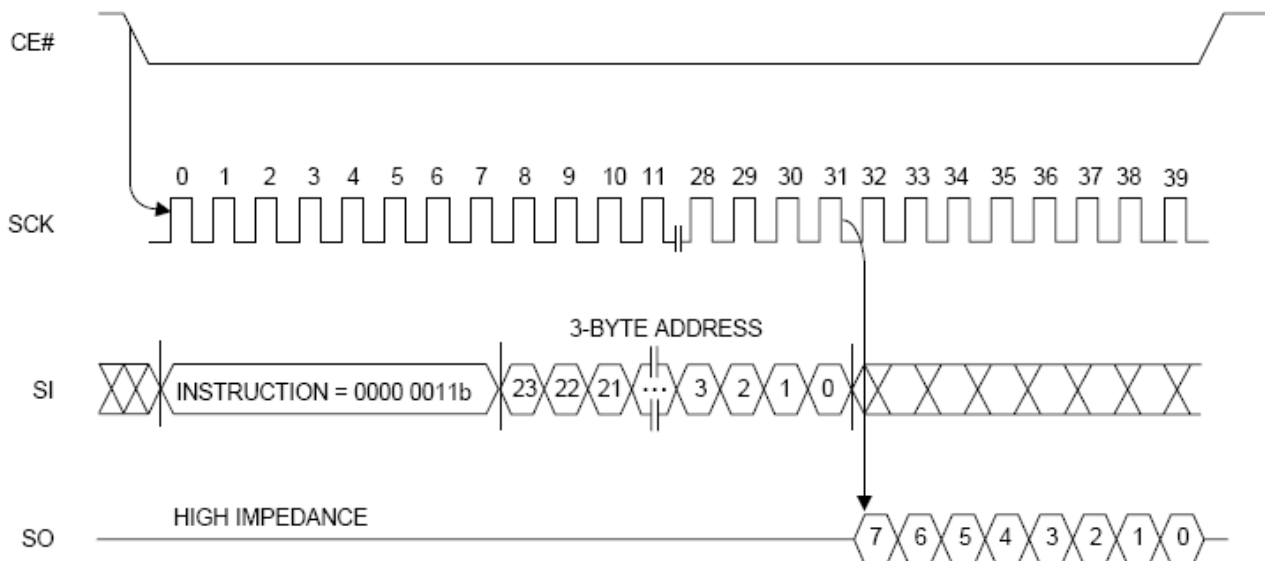 CE#
0 1 2 3 4 5 6 7 8 9 10 11 28 29 30 31 32 33 34 35 36 37 38 39
SCK
3-BYTE ADDRESS
SI INSTRUCTION = 0000 0011b 23 22 21 ... 3 2 1 0
HIGH IMPEDANCE
SO 7 6 5 4 3 2 1 0